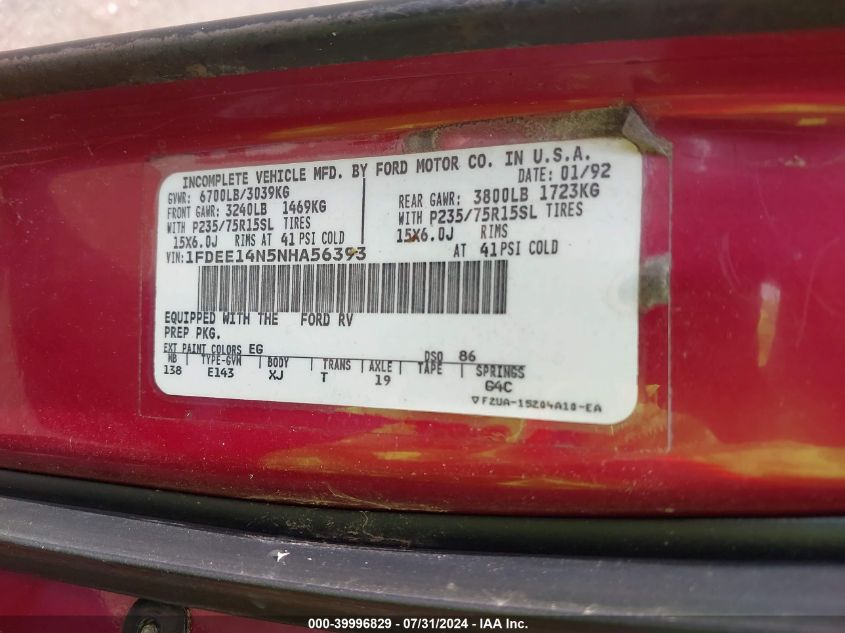 INCOMPLETE VEHICLE MFD. BY FORD MOTOR CO. IN U.S.A.
DATE: 01/92
GVWR: 6700LB/3039KG
FRONT GAWR: 3240LB 1469KG
WITH P235/75R15SL TIRES
15X6.0J RIMS AT 41 PSI COLD
REAR GAWR: 3800LB 1723KG
WITH P235/75R15SL TIRES
15X6.0J RIMS
AT 41PSI COLD
VIN:1FDEE14N5NHA56393
EQUIPPED WITH THE FORD RV
PREP PKG.
EXT PAINT COLORS EG DSO 86
WB TYPE-GVW BODY TRANS AXLE TAPE SPRINGS
138 E143 XJ T 19 G4C
▽F2UA-15204A10-EA
000-39996829 / 07/31/2024 - IAA Inc.